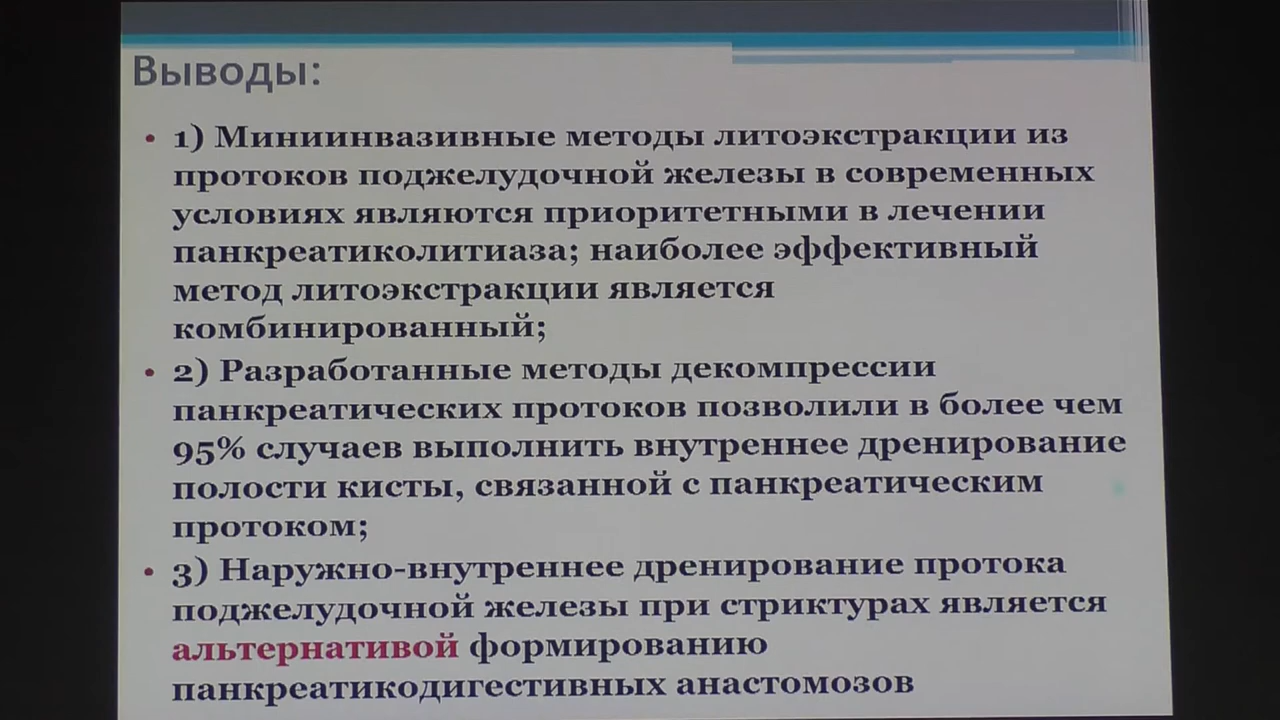 Выводы:
• 1) Миниинвазивные методы литоэкстракции из
протоков поджелудочной железы в современных
условиях являются приоритетными в лечении
панкреатиколитиаза; наиболее эффективный
метод литоэкстракции является
комбинированный;
• 2) Разработанные методы декомпрессии
панкреатических протоков позволили в более чем
95% случаев выполнить внутреннее дренирование
полости кисты, связанной с панкреатическим
протоком;
• 3) Наружно-внутреннее дренирование протока
поджелудочной железы при стриктурах является
альтернативой формированию
панкреатикодигестивных анастомозов